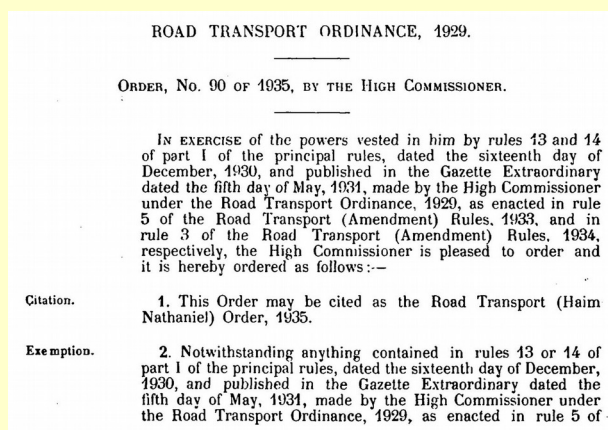 ROAD TRANSPORT ORDINANCE, 1929.
ORDER, No. 90 OF 1935, BY THE HIGH COMMISSIONER.
IN EXERCISE of the powers vested in him by rules 13 and 14
of part I of the principal rules, dated the sixteenth day of
December, 1930, and published in the Gazette Extraordinary
dated the fifth day of May, 1931, made by the High Commissioner
under the Road Transport Ordinance, 1929, as enacted in rule
5 of the Road Transport (Amendment) Rules, 1933, and in
rule 3 of the Road Transport (Amendment) Rules, 1934,
respectively, the High Commissioner is pleased to order and
it is hereby ordered as follows:—
Citation. 1. This Order may be cited as the Road Transport (Haim
Nathaniel) Order, 1935.
Exemption. 2. Notwithstanding anything contained in rules 13 or 14 of
part I of the principal rules, dated the sixteenth day of December,
1930, and published in the Gazette Extraordinary dated the
fifth day of May, 1931, made by the High Commissioner under
the Road Transport Ordinance, 1929, as enacted in rule 5 of